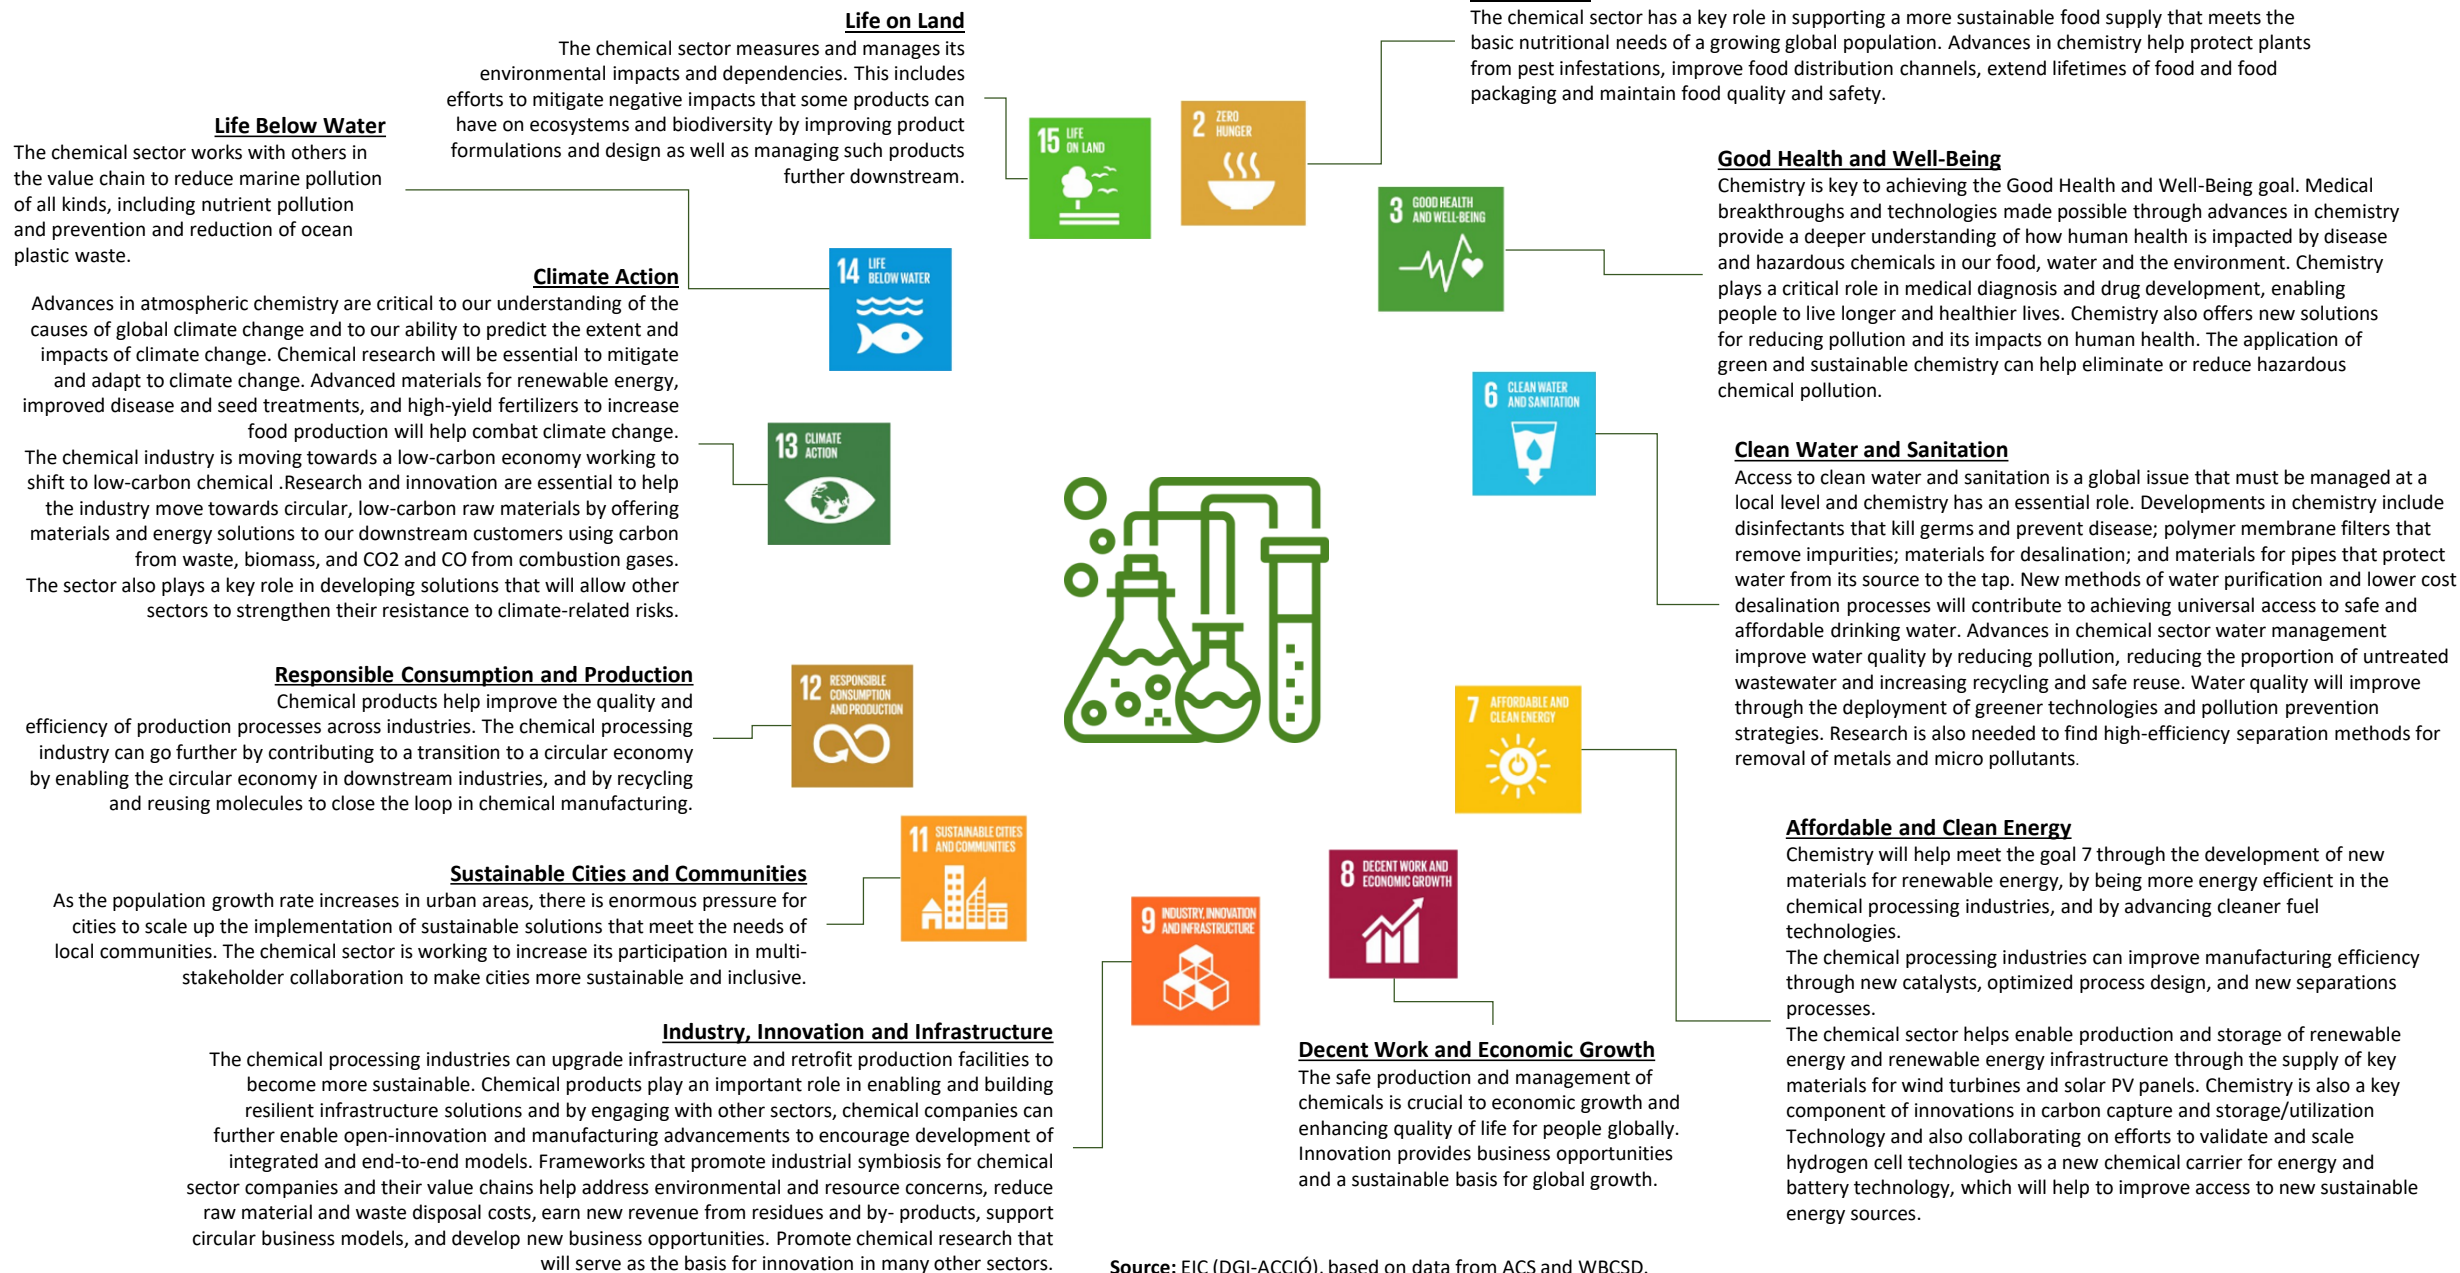 Life on Land
The chemical sector measures and manages its
environmental impacts and dependencies. This includes
efforts to mitigate negative impacts that some products can
have on ecosystems and biodiversity by improving product
formulations and design as well as managing such products
further downstream.
The chemical sector has a key role in supporting a more sustainable food supply that meets the
basic nutritional needs of a growing global population. Advances in chemistry help protect plants
from pest infestations, improve food distribution channels, extend lifetimes of food and food
packaging and maintain food quality and safety.
Life Below Water
The chemical sector works with others in
the value chain to reduce marine pollution
of all kinds, including nutrient pollution
and prevention and reduction of ocean
plastic waste.
15 LIFE
ON LAND
2 ZERO
HUNGER
3 GOOD HEALTH
AND WELL-BEING
Good Health and Well-Being
Chemistry is key to achieving the Good Health and Well-Being goal. Medical
breakthroughs and technologies made possible through advances in chemistry
provide a deeper understanding of how human health is impacted by disease
and hazardous chemicals in our food, water and the environment. Chemistry
plays a critical role in medical diagnosis and drug development, enabling
people to live longer and healthier lives. Chemistry also offers new solutions
for reducing pollution and its impacts on human health. The application of
green and sustainable chemistry can help eliminate or reduce hazardous
chemical pollution.
14 LIFE
BELOW WATER
Climate Action
Advances in atmospheric chemistry are critical to our understanding of the
causes of global climate change and to our ability to predict the extent and
impacts of climate change. Chemical research will be essential to mitigate
and adapt to climate change. Advanced materials for renewable energy,
improved disease and seed treatments, and high-yield fertilizers to increase
food production will help combat climate change.
The chemical industry is moving towards a low-carbon economy working to
shift to low-carbon chemical .Research and innovation are essential to help
the industry move towards circular, low-carbon raw materials by offering
materials and energy solutions to our downstream customers using carbon
from waste, biomass, and CO2 and CO from combustion gases.
The sector also plays a key role in developing solutions that will allow other
sectors to strengthen their resistance to climate-related risks.
13 CLIMATE
ACTION
6 CLEAN WATER
AND SANITATION
Clean Water and Sanitation
Access to clean water and sanitation is a global issue that must be managed at a
local level and chemistry has an essential role. Developments in chemistry include
disinfectants that kill germs and prevent disease; polymer membrane filters that
remove impurities; materials for desalination; and materials for pipes that protect
water from its source to the tap. New methods of water purification and lower cost
desalination processes will contribute to achieving universal access to safe and
affordable drinking water. Advances in chemical sector water management
improve water quality by reducing pollution, reducing the proportion of untreated
wastewater and increasing recycling and safe reuse. Water quality will improve
through the deployment of greener technologies and pollution prevention
strategies. Research is also needed to find high-efficiency separation methods for
removal of metals and micro pollutants.
Responsible Consumption and Production
Chemical products help improve the quality and
efficiency of production processes across industries. The chemical processing
industry can go further by contributing to a transition to a circular economy
by enabling the circular economy in downstream industries, and by recycling
and reusing molecules to close the loop in chemical manufacturing.
12 RESPONSIBLE
CONSUMPTION
AND PRODUCTION
7 AFFORDABLE AND
CLEAN ENERGY
Affordable and Clean Energy
Chemistry will help meet the goal 7 through the development of new
materials for renewable energy, by being more energy efficient in the
chemical processing industries, and by advancing cleaner fuel
technologies.
The chemical processing industries can improve manufacturing efficiency
through new catalysts, optimized process design, and new separations
processes.
The chemical sector helps enable production and storage of renewable
energy and renewable energy infrastructure through the supply of key
materials for wind turbines and solar PV panels. Chemistry is also a key
component of innovations in carbon capture and storage/utilization
Technology and also collaborating on efforts to validate and scale
hydrogen cell technologies as a new chemical carrier for energy and
battery technology, which will help to improve access to new sustainable
energy sources.
Sustainable Cities and Communities
As the population growth rate increases in urban areas, there is enormous pressure for
cities to scale up the implementation of sustainable solutions that meet the needs of
local communities. The chemical sector is working to increase its participation in multi-
stakeholder collaboration to make cities more sustainable and inclusive.
11 SUSTAINABLE CITIES
AND COMMUNITIES
9 INDUSTRY, INNOVATION
AND INFRASTRUCTURE
8 DECENT WORK AND
ECONOMIC GROWTH
Industry, Innovation and Infrastructure
The chemical processing industries can upgrade infrastructure and retrofit production facilities to
become more sustainable. Chemical products play an important role in enabling and building
resilient infrastructure solutions and by engaging with other sectors, chemical companies can
further enable open-innovation and manufacturing advancements to encourage development of
integrated and end-to-end models. Frameworks that promote industrial symbiosis for chemical
sector companies and their value chains help address environmental and resource concerns, reduce
raw material and waste disposal costs, earn new revenue from residues and by- products, support
circular business models, and develop new business opportunities. Promote chemical research that
will serve as the basis for innovation in many other sectors.
Decent Work and Economic Growth
The safe production and management of
chemicals is crucial to economic growth and
enhancing quality of life for people globally.
Innovation provides business opportunities
and a sustainable basis for global growth.
Source: EIC (DGI-ACCIÓ), based on data from ACS and WBCSD.